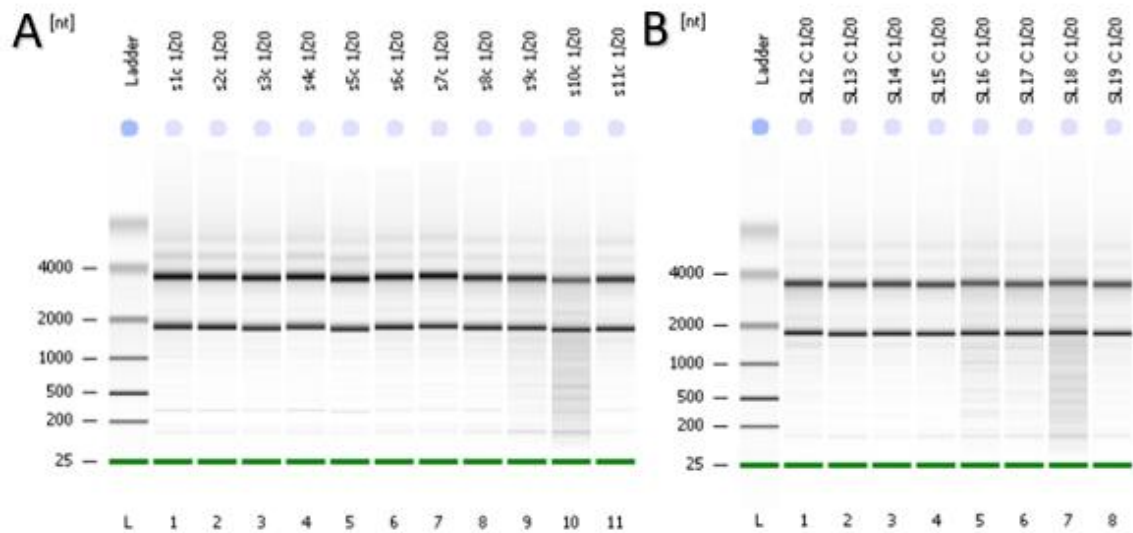 A
[nt]
Ladder
s1c 1/20
s2c 1/20
s3c 1/20
s4c 1/20
s5c 1/20
s6c 1/20
s7c 1/20
s8c 1/20
s9c 1/20
s10c 1/20
s11c 1/20
4000
2000
1000
500
200
25
L 1 2 3 4 5 6 7 8 9 10 11
B
[nt]
Ladder
SL12 C 1/20
SL13 C 1/20
SL14 C 1/20
SL15 C 1/20
SL16 C 1/20
SL17 C 1/20
SL18 C 1/20
SL19 C 1/20
4000
2000
1000
500
200
25
L 1 2 3 4 5 6 7 8